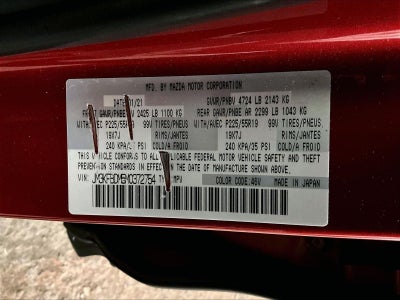 MFD. BY MAZDA MOTOR CORPORATION
DATE: 01/21 GVWR/PNBV 4724 LB 2143 KG
GAWR/PNBE AV 2425 LB 1100 KG REAR GAWR/PNBE AR 2299 LB 1043 KG
WITH/AVEC P225/55R19 99V TIRES/PNEUS WITH/AVEC P225/55R19 99V TIRES/PNEUS
19X7J RIMS/JANTES 19X7J RIMS/JANTES
240 KPA/ PSI COLD/A FROID 240 KPA/35 PSI COLD/A FROID
THIS VEHICLE CONFORMS TO ALL APPLICABLE FEDERAL MOTOR VEHICLE SAFETY AND THEFT
PREVENTION STANDARDS IN EFFECT ON THE DATE OF MANUFACTURE SHOWN ABOVE.
VIN: COLOR CODE:46V MADE IN JAPAN